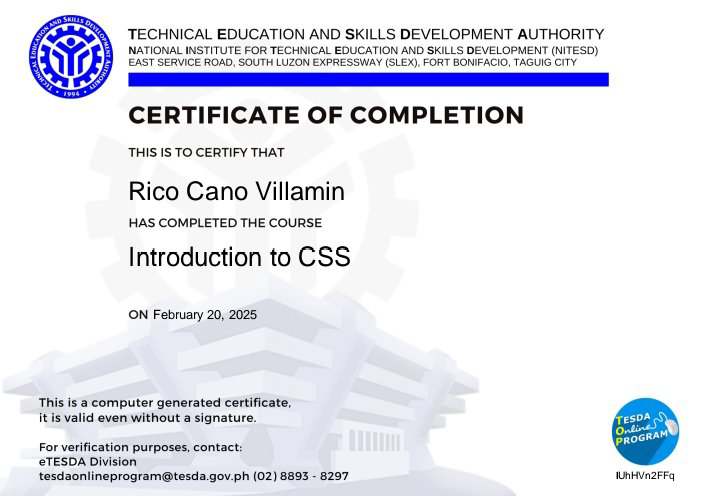 TECHNICAL EDUCATION AND SKILLS DEVELOPMENT AUTHORITY
NATIONAL INSTITUTE FOR TECHNICAL EDUCATION AND SKILLS DEVELOPMENT (NITESD)
EAST SERVICE ROAD, SOUTH LUZON EXPRESSWAY (SLEX), FORT BONIFACIO, TAGUIG CITY
TECHNICAL EDUCATION AND SKILLS DEVELOPMENT AUTHORITY
• 1994 •
CERTIFICATE OF COMPLETION
THIS IS TO CERTIFY THAT
Rico Cano Villamin
HAS COMPLETED THE COURSE
Introduction to CSS
ON February 20, 2025
This is a computer generated certificate,
it is valid even without a signature.
For verification purposes, contact:
eTESDA Division
tesdaonlineprogram@tesda.gov.ph (02) 8893 - 8297
TESDA
Online
PROGRAM
IUhHVn2FFq